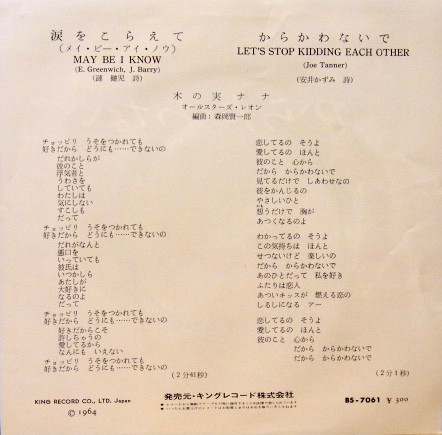 涙をこらえて
(メイ・ビー・アイ・ノウ)
MAY BE I KNOW
(E. Greenwich, J. Barry)
(漣 健児 詩)
からかわないで
LET'S STOP KIDDING EACH OTHER
(Joe Tanner)
(安井かずみ 詩)
木の実ナナ
オールスターズ・レオン
編曲:森岡賢一郎
チョッピリ うそをつかれても
好きだから どうにも……できないの
だれかしらが
彼のこと
浮気者と
うわさを
していても
わたしは
気にしない
すこしも
だって
チョッピリ うそをつかれても
好きだから どうにも……できないの
だれがなんと
悪口を
いっていても
彼氏は
いつかしら
あたしが
大好きに
なるのよ
だって
チョッピリ うそをつかれても
好きだから どうにも……できないの
好きだからこそ
許しちゃうの
愛してるから
なんにも いえない
チョッピリ うそをつかれても
好きだから どうにも……できないの
(2分41秒)
恋してるの そうよ
愛してるの ほんと
彼のこと 心から
だから からかわないで
見てるだけで しあわせなの
彼をかんじるの
やさしいひと
想うだけで 胸が
あつくなるのよ
わかってるの そうよ
この気持ちは ほんと
せつないけど 楽しいの
だから からかわないで
あのひとだって 私を好き
ふたりは恋人
あついキッスが 燃える恋の
しるしになる アー
恋してるの そうよ
愛してるの ほんと
彼のこと 心から
だから からかわないで
だから からかわないで
(2分1秒)
KING RECORD CO., LTD. Japan
© 1964
発売元・キングレコード株式会社
BS-7061 ¥300